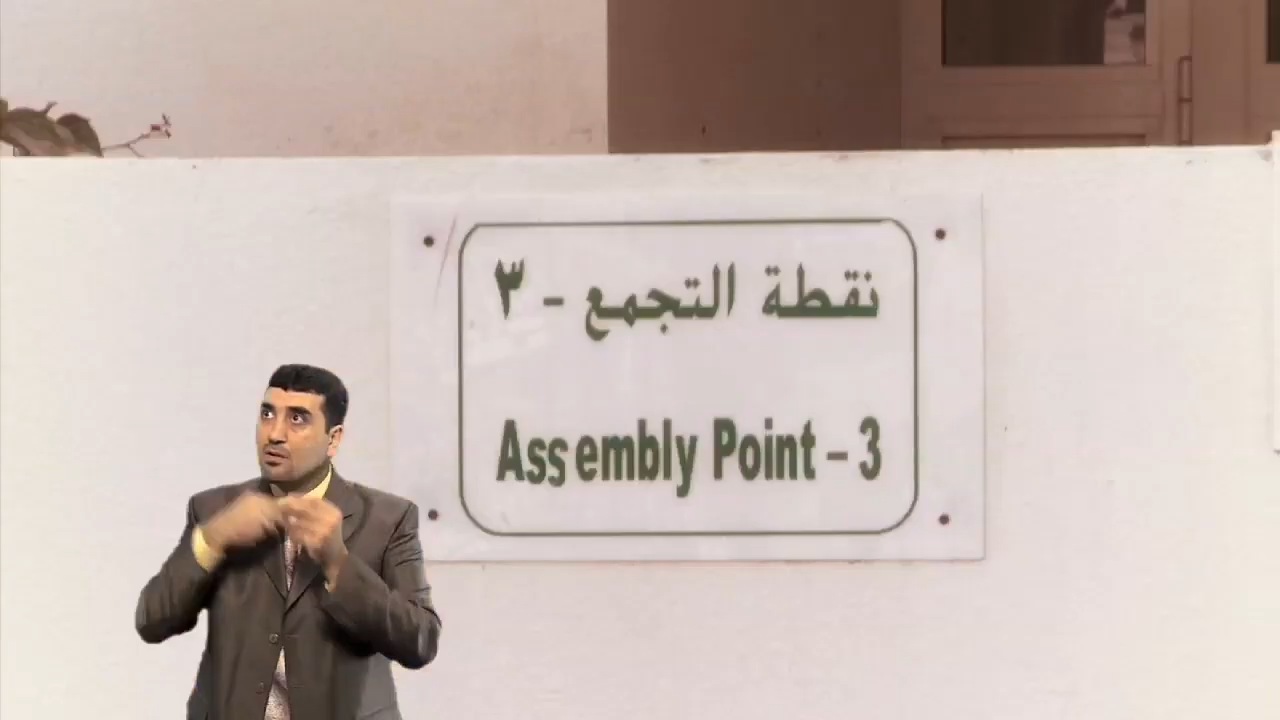 نقطة التجمع - ٣
Assembly Point - 3